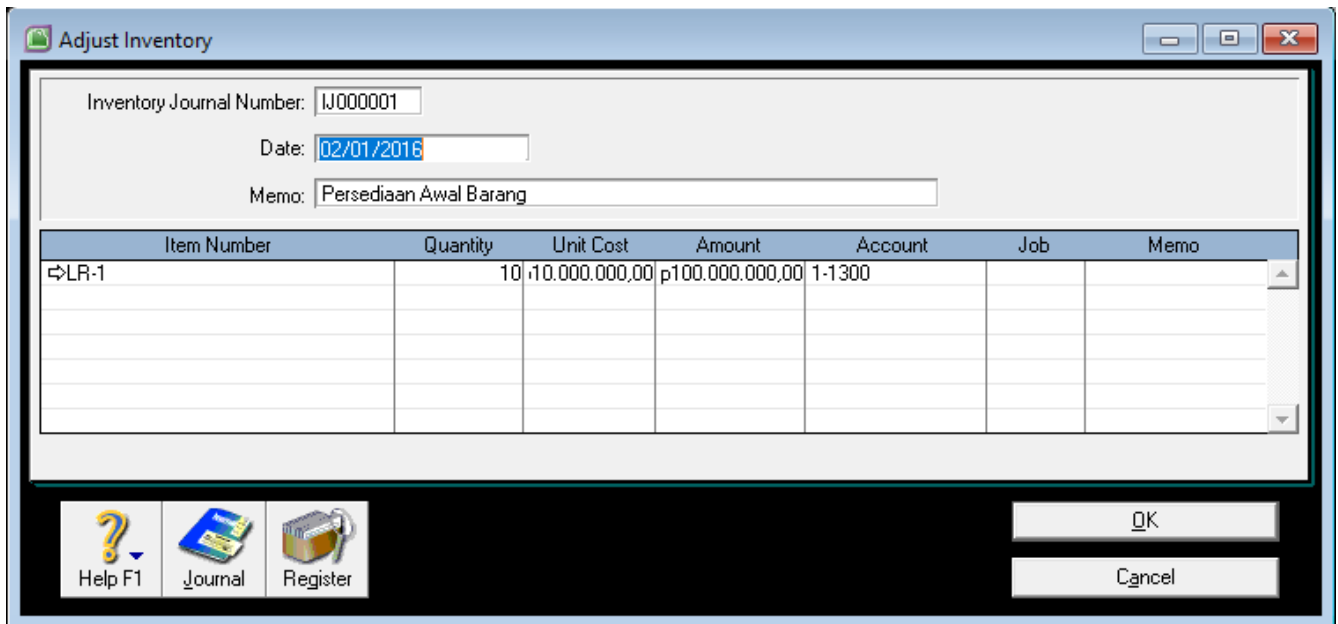 Adjust Inventory
Inventory Journal Number: IJ000001
Date: 02/01/2016
Memo: Persediaan Awal Barang
Item Number Quantity Unit Cost Amount Account Job Memo
LR-1 10 10.000.000,00 p100.000.000,00 1-1300
OK
Help F1 Journal Register
Cancel